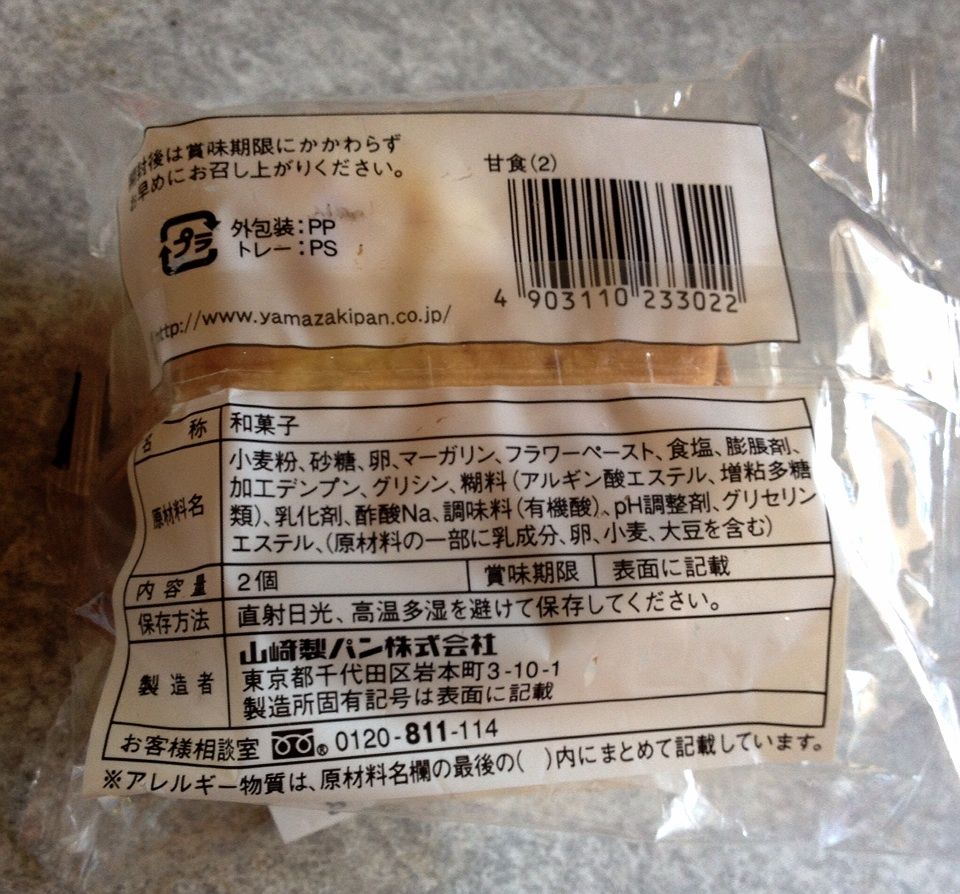 封後は賞味期限にかかわらず
お早めにお召し上がりください。
プラ
外包装：PP
トレー：PS
http://www.yamazakipan.co.jp/
甘食(2)
4 903110 233022
名 称 和菓子
原材料名 小麦粉、砂糖、卵、マーガリン、フラワーペースト、食塩、膨脹剤、
加工デンプン、グリシン、糊料(アルギン酸エステル、増粘多糖
類)、乳化剤、酢酸Na、調味料(有機酸)、pH調整剤、グリセリン
エステル、(原材料の一部に乳成分、卵、小麦、大豆を含む)
内容量 2個 賞味期限 表面に記載
保存方法 直射日光、高温多湿を避けて保存してください。
製造者 山崎製パン株式会社
東京都千代田区岩本町3-10-1
製造所固有記号は表面に記載
お客様相談室 ® 0120-811-114
※アレルギー物質は、原材料名欄の最後の( )内にまとめて記載しています。